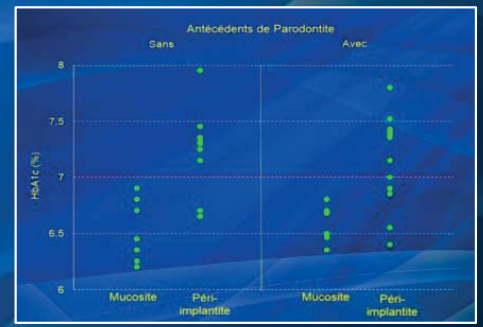 Antécédents de Parodontite
Sans Avec
HbA1c (%)
8
7.5
7
6.5
6
Mucosite Péri-implantite Mucosite Péri-implantite